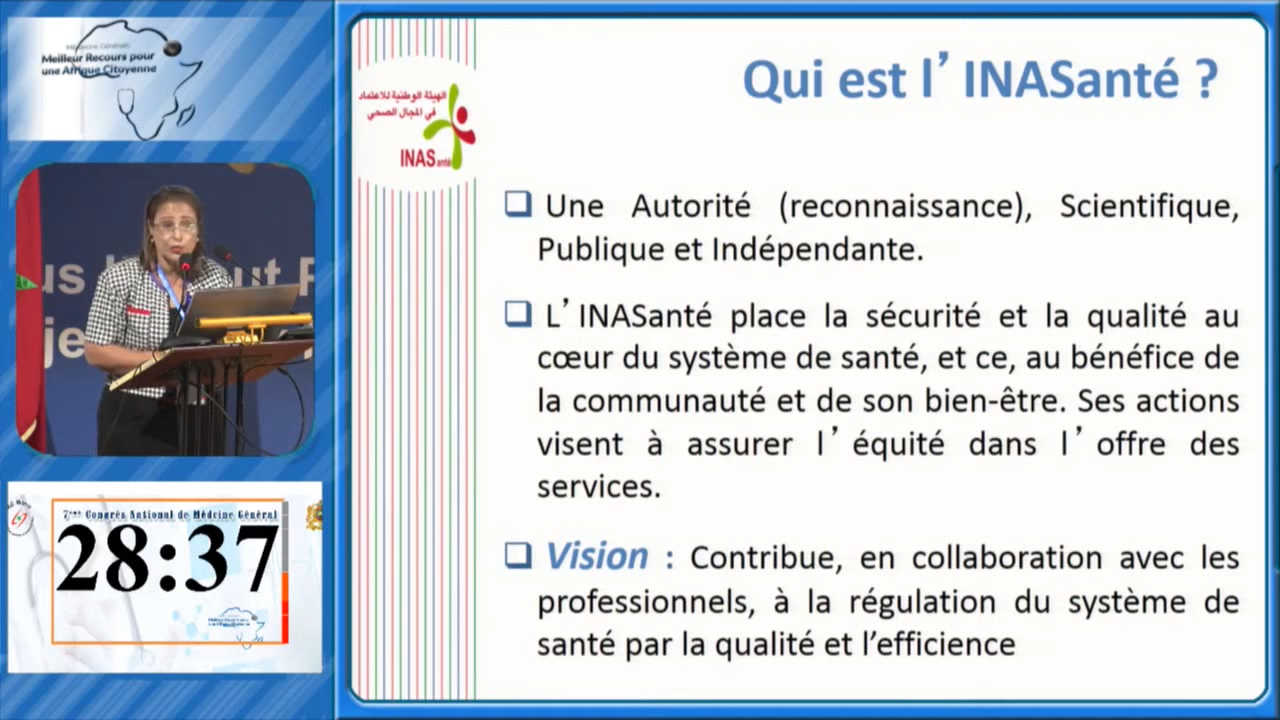 Médecine Générale:
Meilleur Recours pour
une Afrique Citoyenne
الهيئة الوطنية للاعتماد
في المجال الصحي
INASanté
Qui est l’INASanté ?
❑ Une Autorité (reconnaissance), Scientifique,
Publique et Indépendante.
❑ L’INASanté place la sécurité et la qualité au
cœur du système de santé, et ce, au bénéfice de
la communauté et de son bien-être. Ses actions
visent à assurer l’équité dans l’offre des
services.
❑ Vision : Contribue, en collaboration avec les
professionnels, à la régulation du système de
santé par la qualité et l’efficience
7ème Congrès National de Médcine Général
28:37